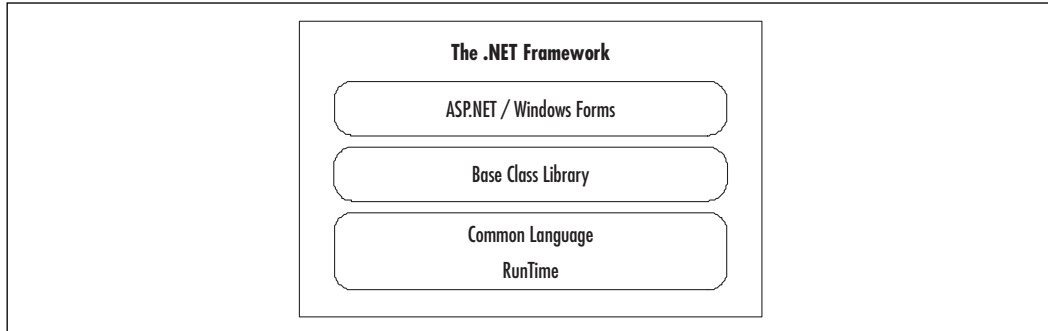 The .NET Framework
ASP.NET / Windows Forms
Base Class Library
Common Language
RunTime